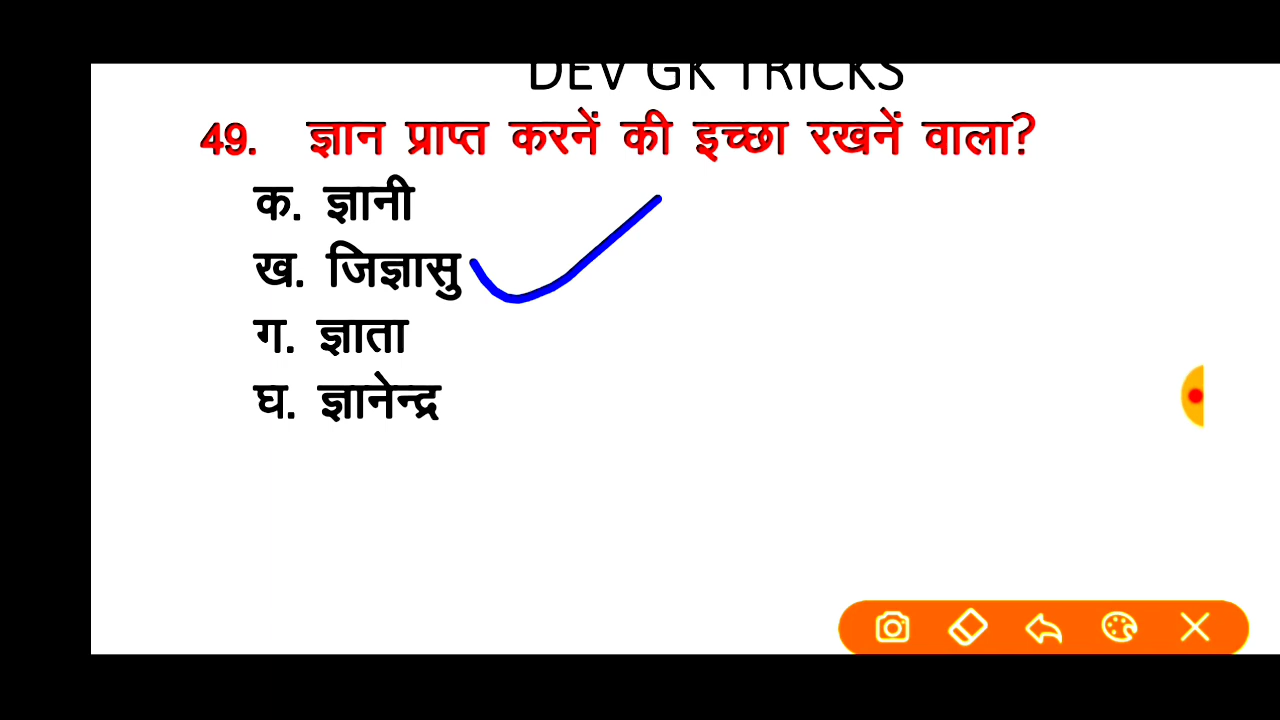 DEV GK TRICKS
49. ज्ञान प्राप्त करनें की इच्छा रखनें वाला?
क. ज्ञानी
ख. जिज्ञासु
ग. ज्ञाता
घ. ज्ञानेन्द्र